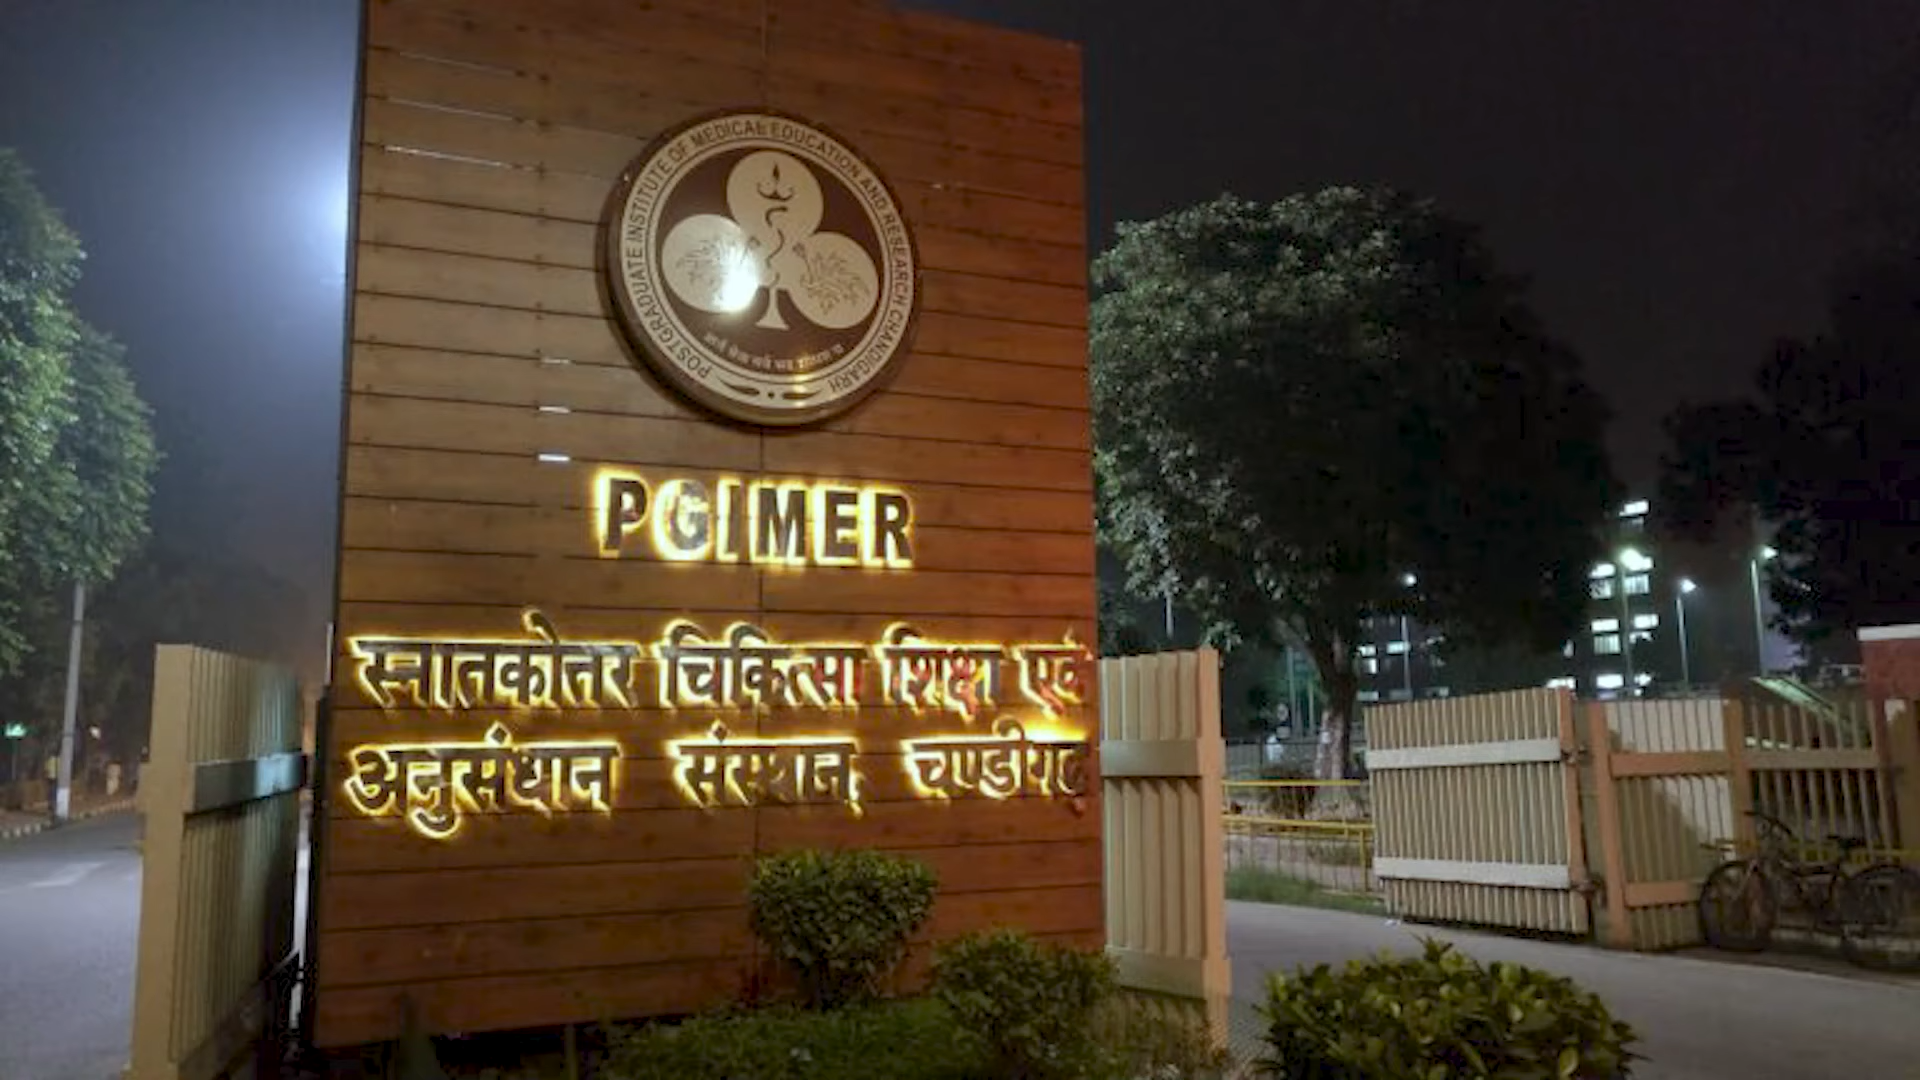 POSTGRADUATE INSTITUTE OF MEDICAL EDUCATION AND RESEARCH CHANDIGARH
PGIMER
स्नातकोत्तर चिकित्सा शिक्षा एवं
अनुसंधान संस्थान, चण्डीगढ़